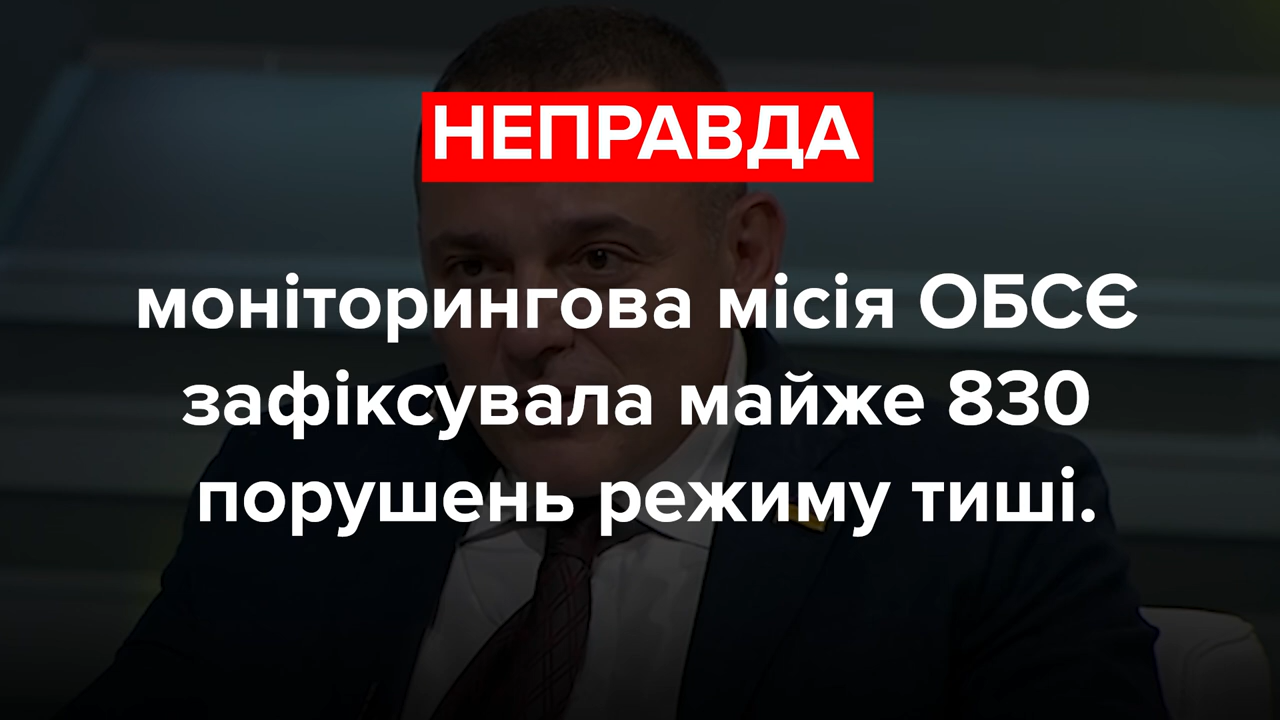 НЕПРАВДА
моніторингова місія ОБСЄ
зафіксувала майже 830
порушень режиму тиші.